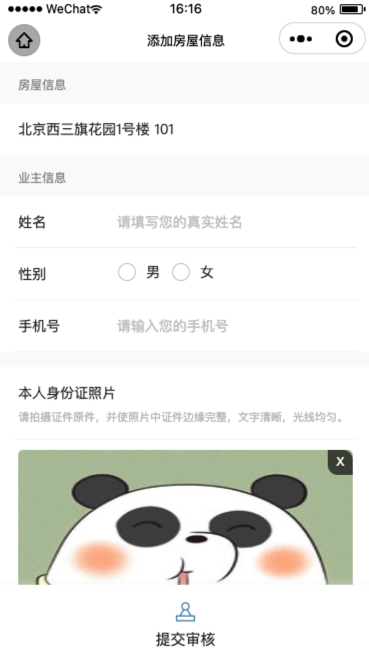 WeChat 16:16 80%
添加房屋信息
房屋信息
北京西三旗花园1号楼 101
业主信息
姓名 请填写您的真实姓名
性别 男 女
手机号 请输入您的手机号
本人身份证照片
请拍摄证件原件，并使照片中证件边缘完整，文字清晰，光线均匀。
X
提交审核